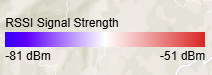 RSSI Signal Strength
-81 dBm -51 dBm